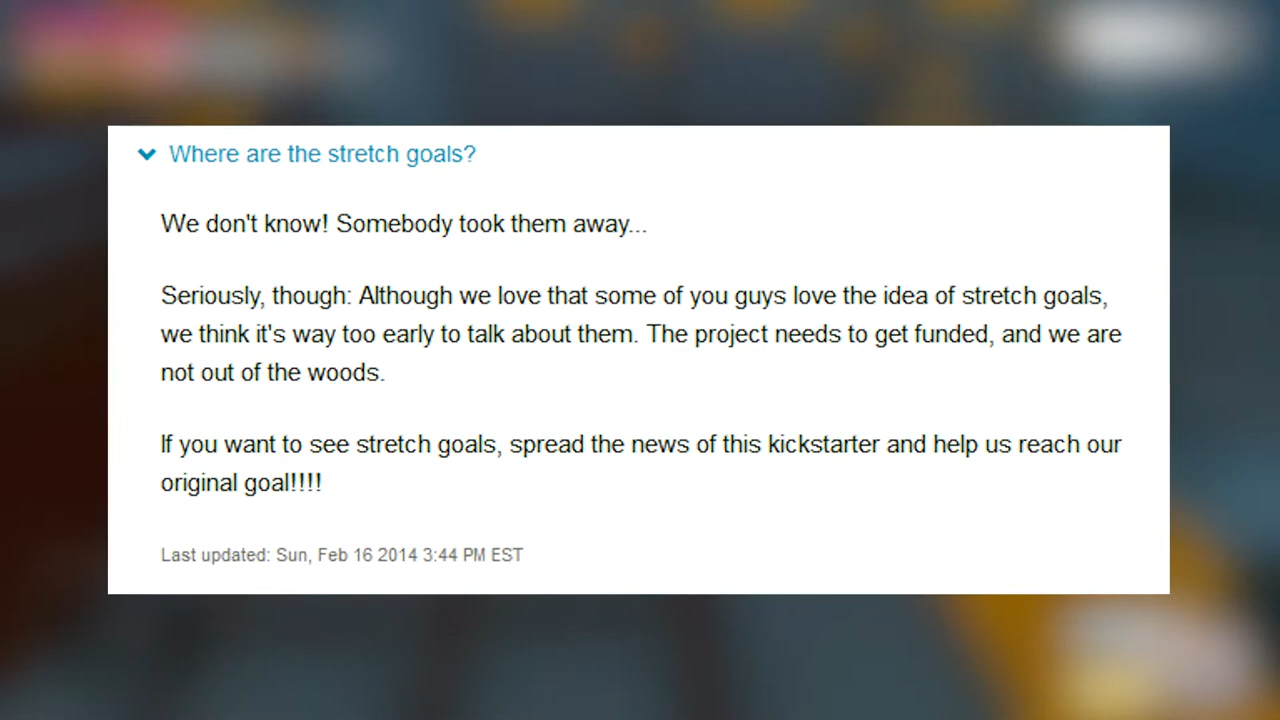 Where are the stretch goals?
We don't know! Somebody took them away...
Seriously, though: Although we love that some of you guys love the idea of stretch goals,
we think it's way too early to talk about them. The project needs to get funded, and we are
not out of the woods.
If you want to see stretch goals, spread the news of this kickstarter and help us reach our
original goal!!!!
Last updated: Sun, Feb 16 2014 3:44 PM EST